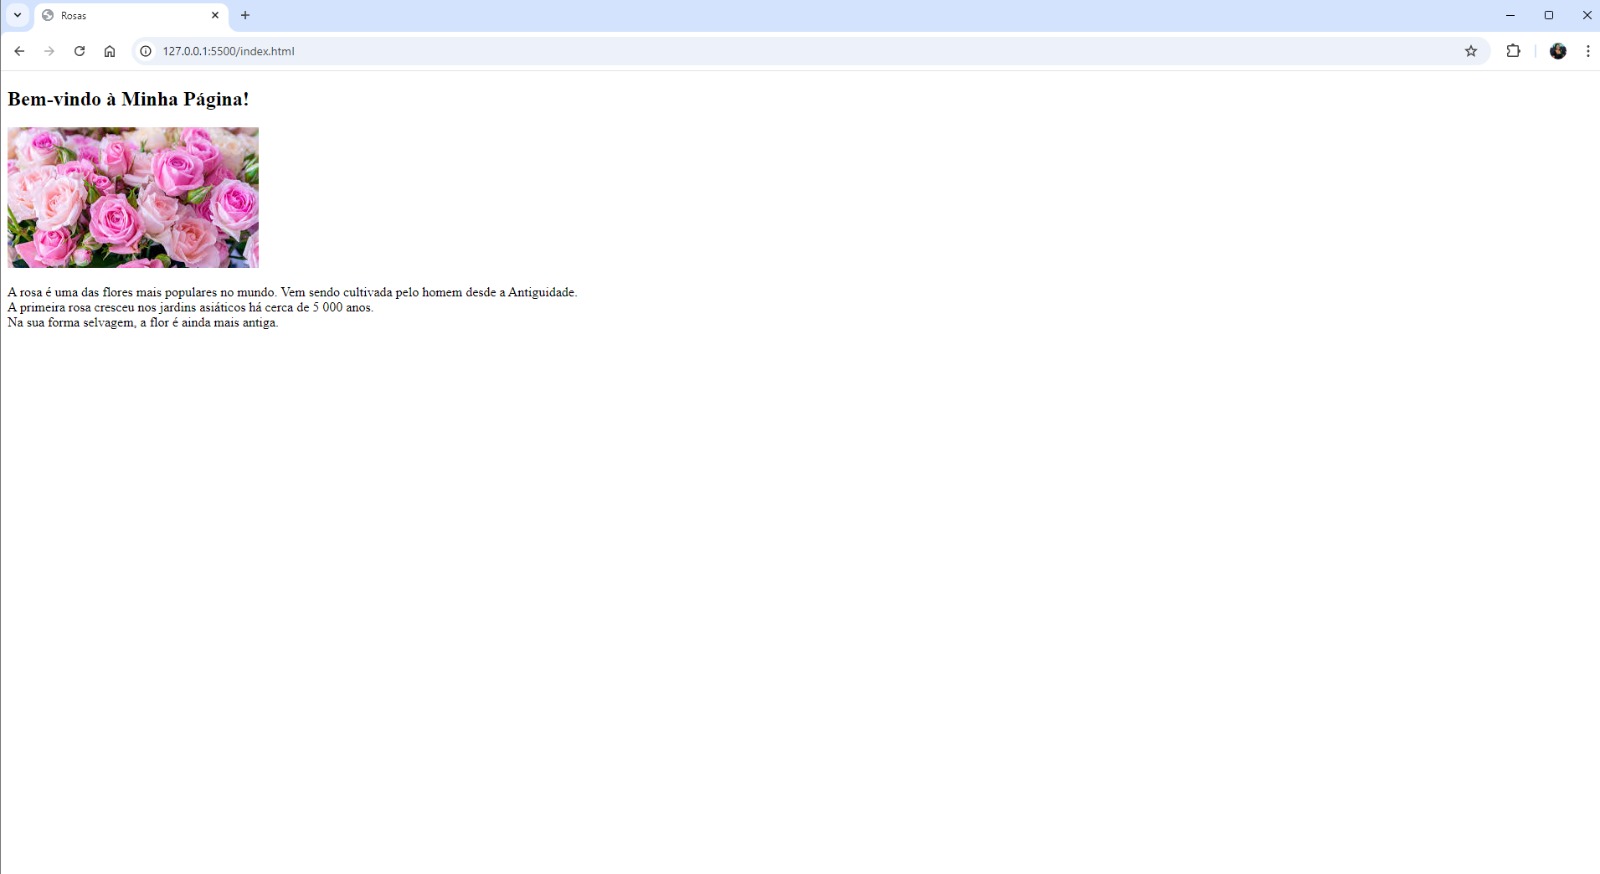 Rosas
127.0.0.1:5500/index.html
Bem-vindo à Minha Página!
A rosa é uma das flores mais populares no mundo. Vem sendo cultivada pelo homem desde a Antiguidade.
A primeira rosa cresceu nos jardins asiáticos há cerca de 5 000 anos.
Na sua forma selvagem, a flor é ainda mais antiga.